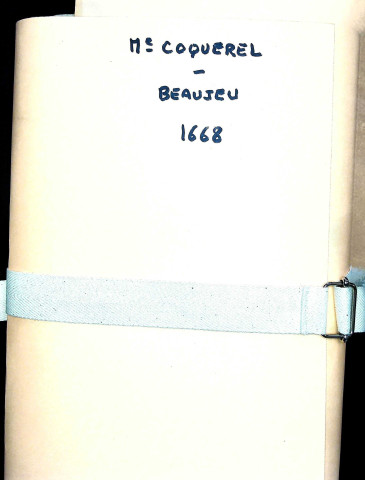 Mᵉ COQUEREL
-
BEAUJEU
1668